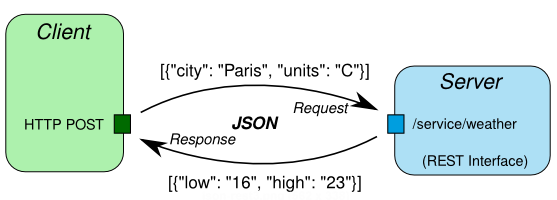 Client
HTTP POST
[{"city": "Paris", "units": "C"}]
Request
JSON
Response
[{"low": "16", "high": "23"}]
Server
/service/weather
(REST Interface)